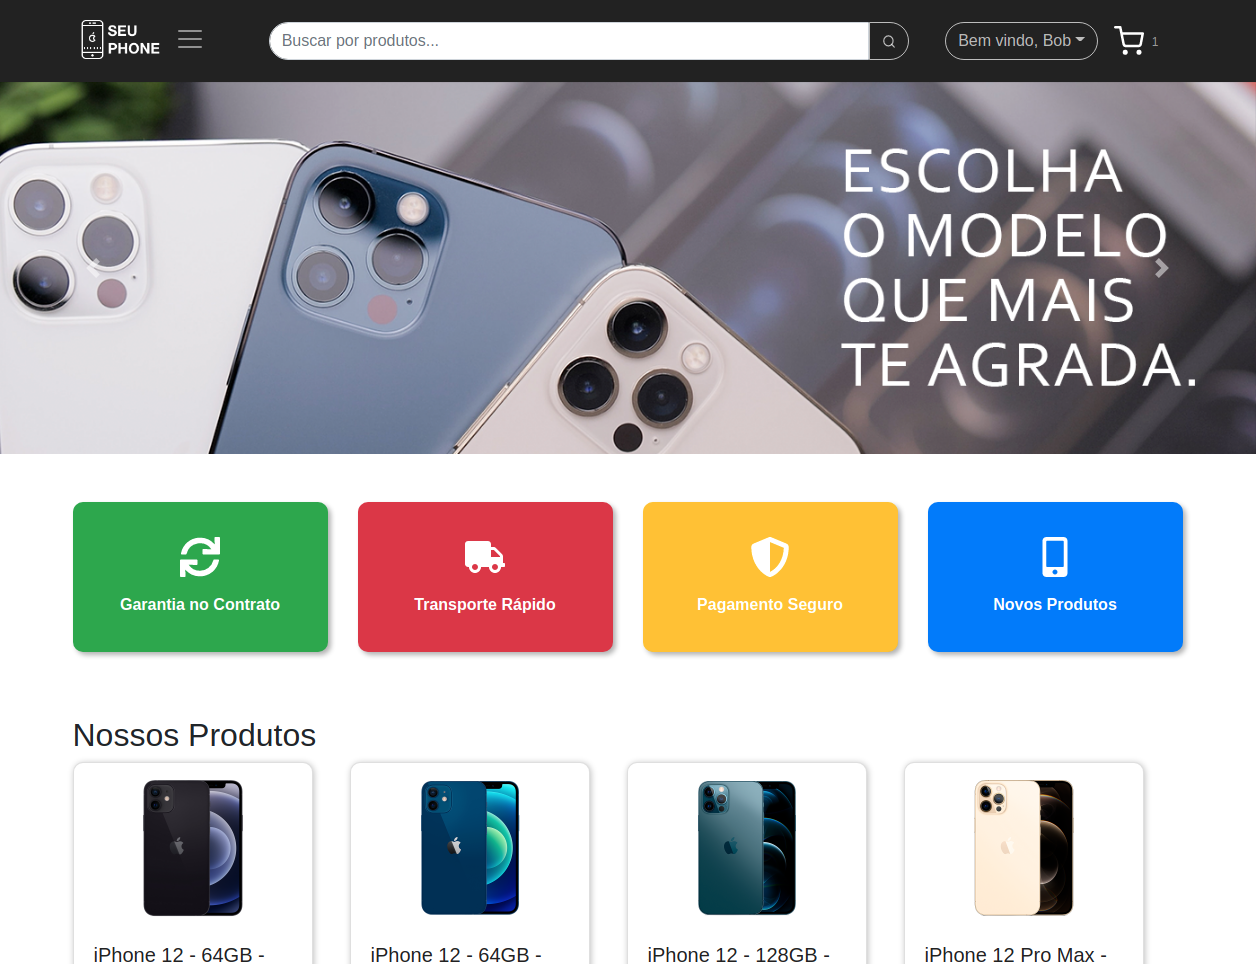 SEU
PHONE
Buscar por produtos...
Bem vindo, Bob
1
ESCOLHA
O MODELO
QUE MAIS
TE AGRADA.
Garantia no Contrato
Transporte Rápido
Pagamento Seguro
Novos Produtos
Nossos Produtos
iPhone 12 - 64GB -
iPhone 12 - 64GB -
iPhone 12 - 128GB -
iPhone 12 Pro Max -